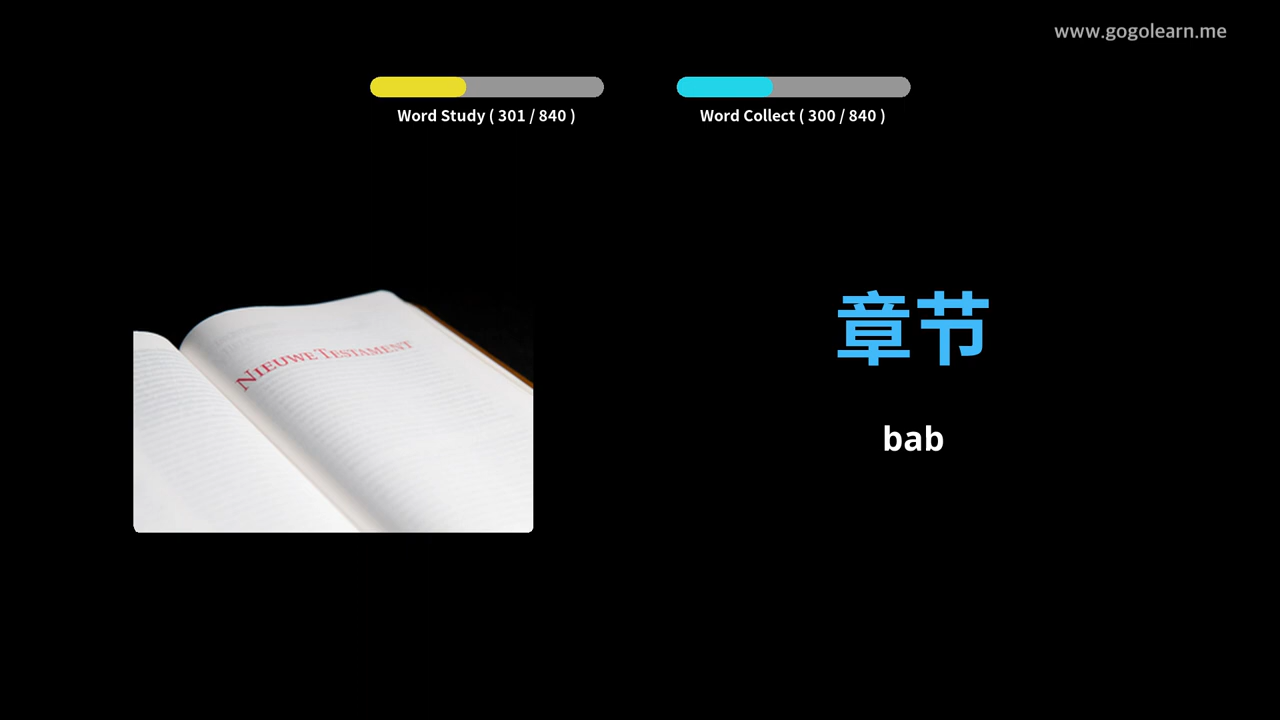 www.gogolearn.me
Word Study ( 301 / 840 )
Word Collect ( 300 / 840 )
NIEUWE TESTAMENT
章节
bab